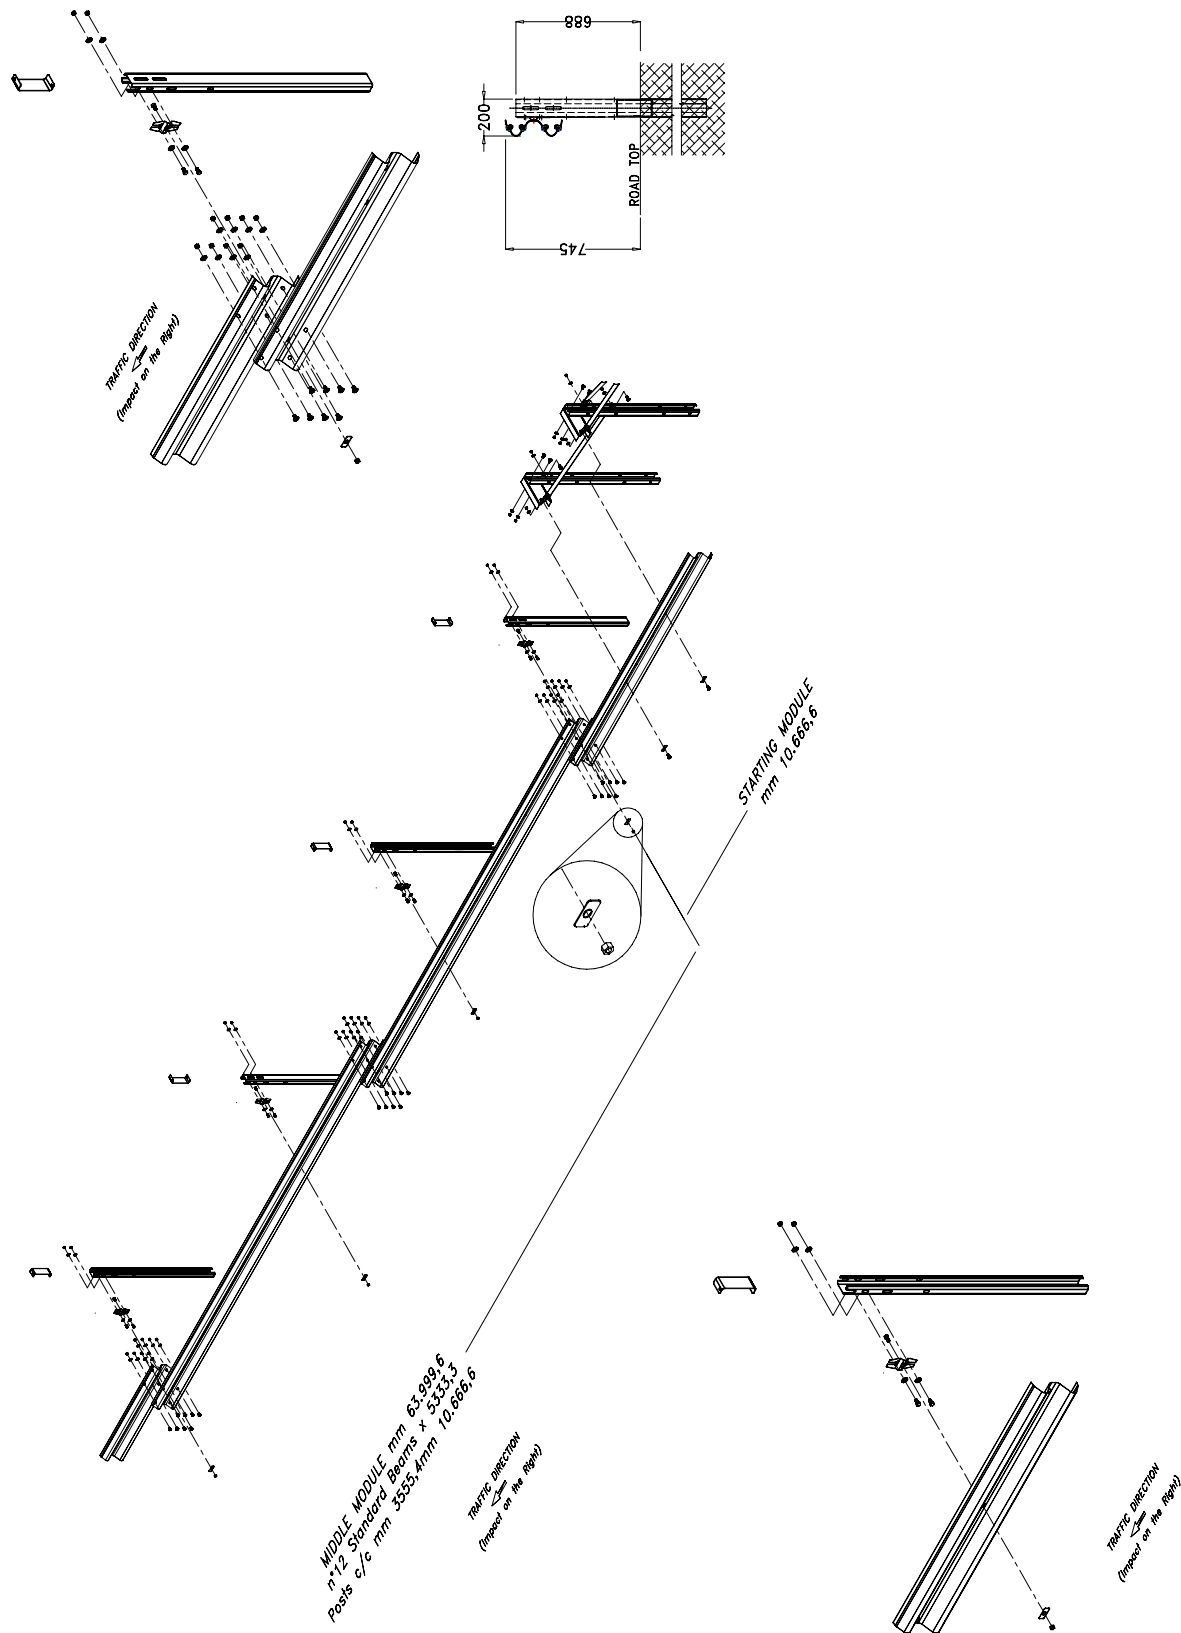 688
200
ROAD TOP
745
TRAFFIC DIRECTION
(Impact on the Right)
STARTING MODULE
mm 10.666,6
MIDDLE MODULE mm 63.999,6
n°12 Standard Beams x 5333,3
Posts c/c mm 3555,4mm 10.666,6
TRAFFIC DIRECTION
(Impact on the Right)
TRAFFIC DIRECTION
(Impact on the Right)